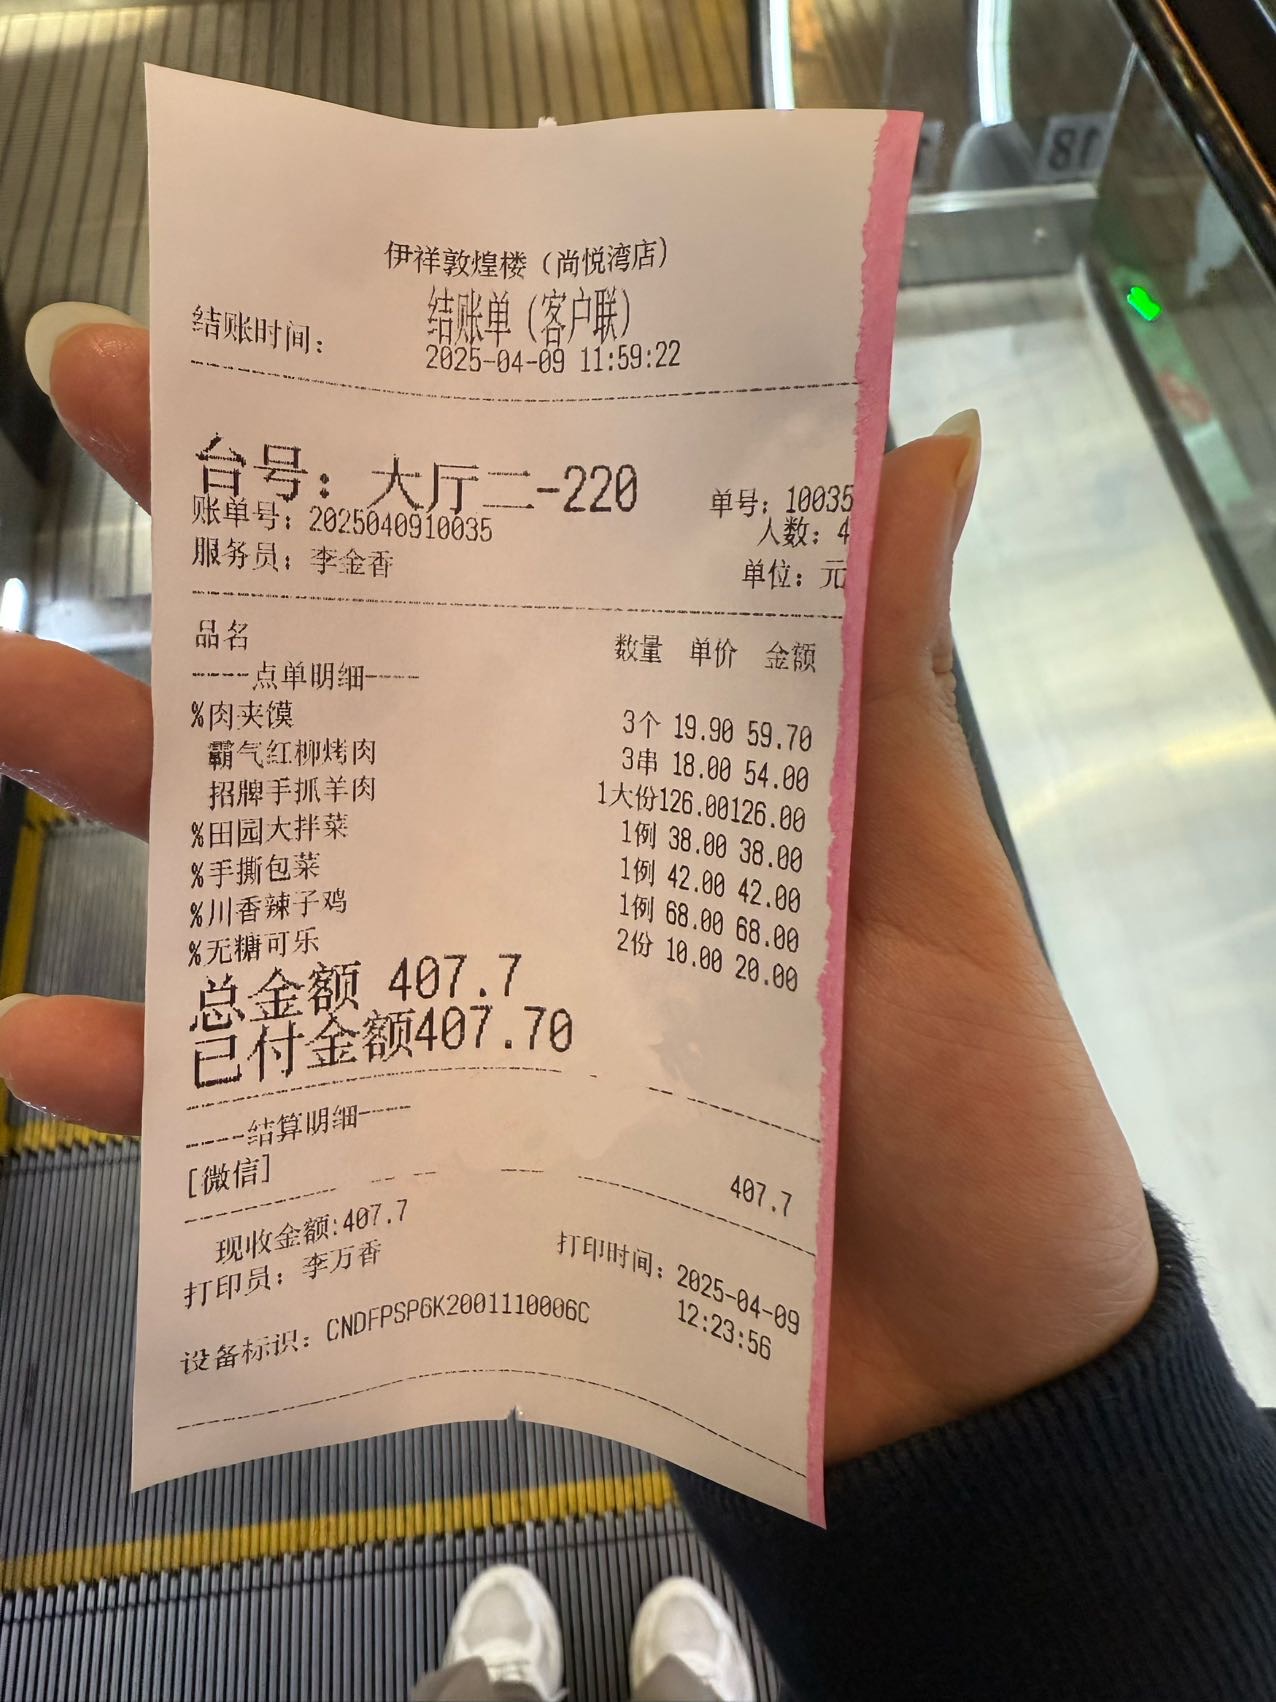 伊祥敦煌楼（尚悦湾店）
结账单（客户联）
结账时间：
2025-04-09 11:59:22
台号：大厅二-220
单号：10035
账单号：2025040910035
人数：4
服务员：李金香
单位：元
品名 数量 单价 金额
----点单明细----
%肉夹馍 3个 19.90 59.70
霸气红柳烤肉 3串 18.00 54.00
招牌手抓羊肉 1大份126.00126.00
%田园大拌菜 1例 38.00 38.00
%手撕包菜 1例 42.00 42.00
%川香辣子鸡 1例 68.00 68.00
%无糖可乐 2份 10.00 20.00
总金额 407.7
已付金额407.70
----结算明细----
[微信] 407.7
现收金额:407.7
打印员：李万香
打印时间：2025-04-09
12:23:56
设备标识：CNDFPSP6K2001110006C
18